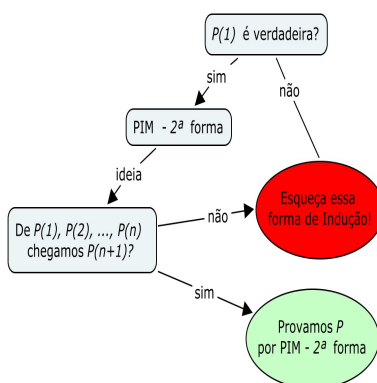 P(1) é verdadeira?
sim
não
PIM - 2ª forma
ideia
De P(1), P(2), ..., P(n)
chegamos P(n+1)?
não
Esqueça essa
forma de Indução!
sim
Provamos P
por PIM - 2ª forma